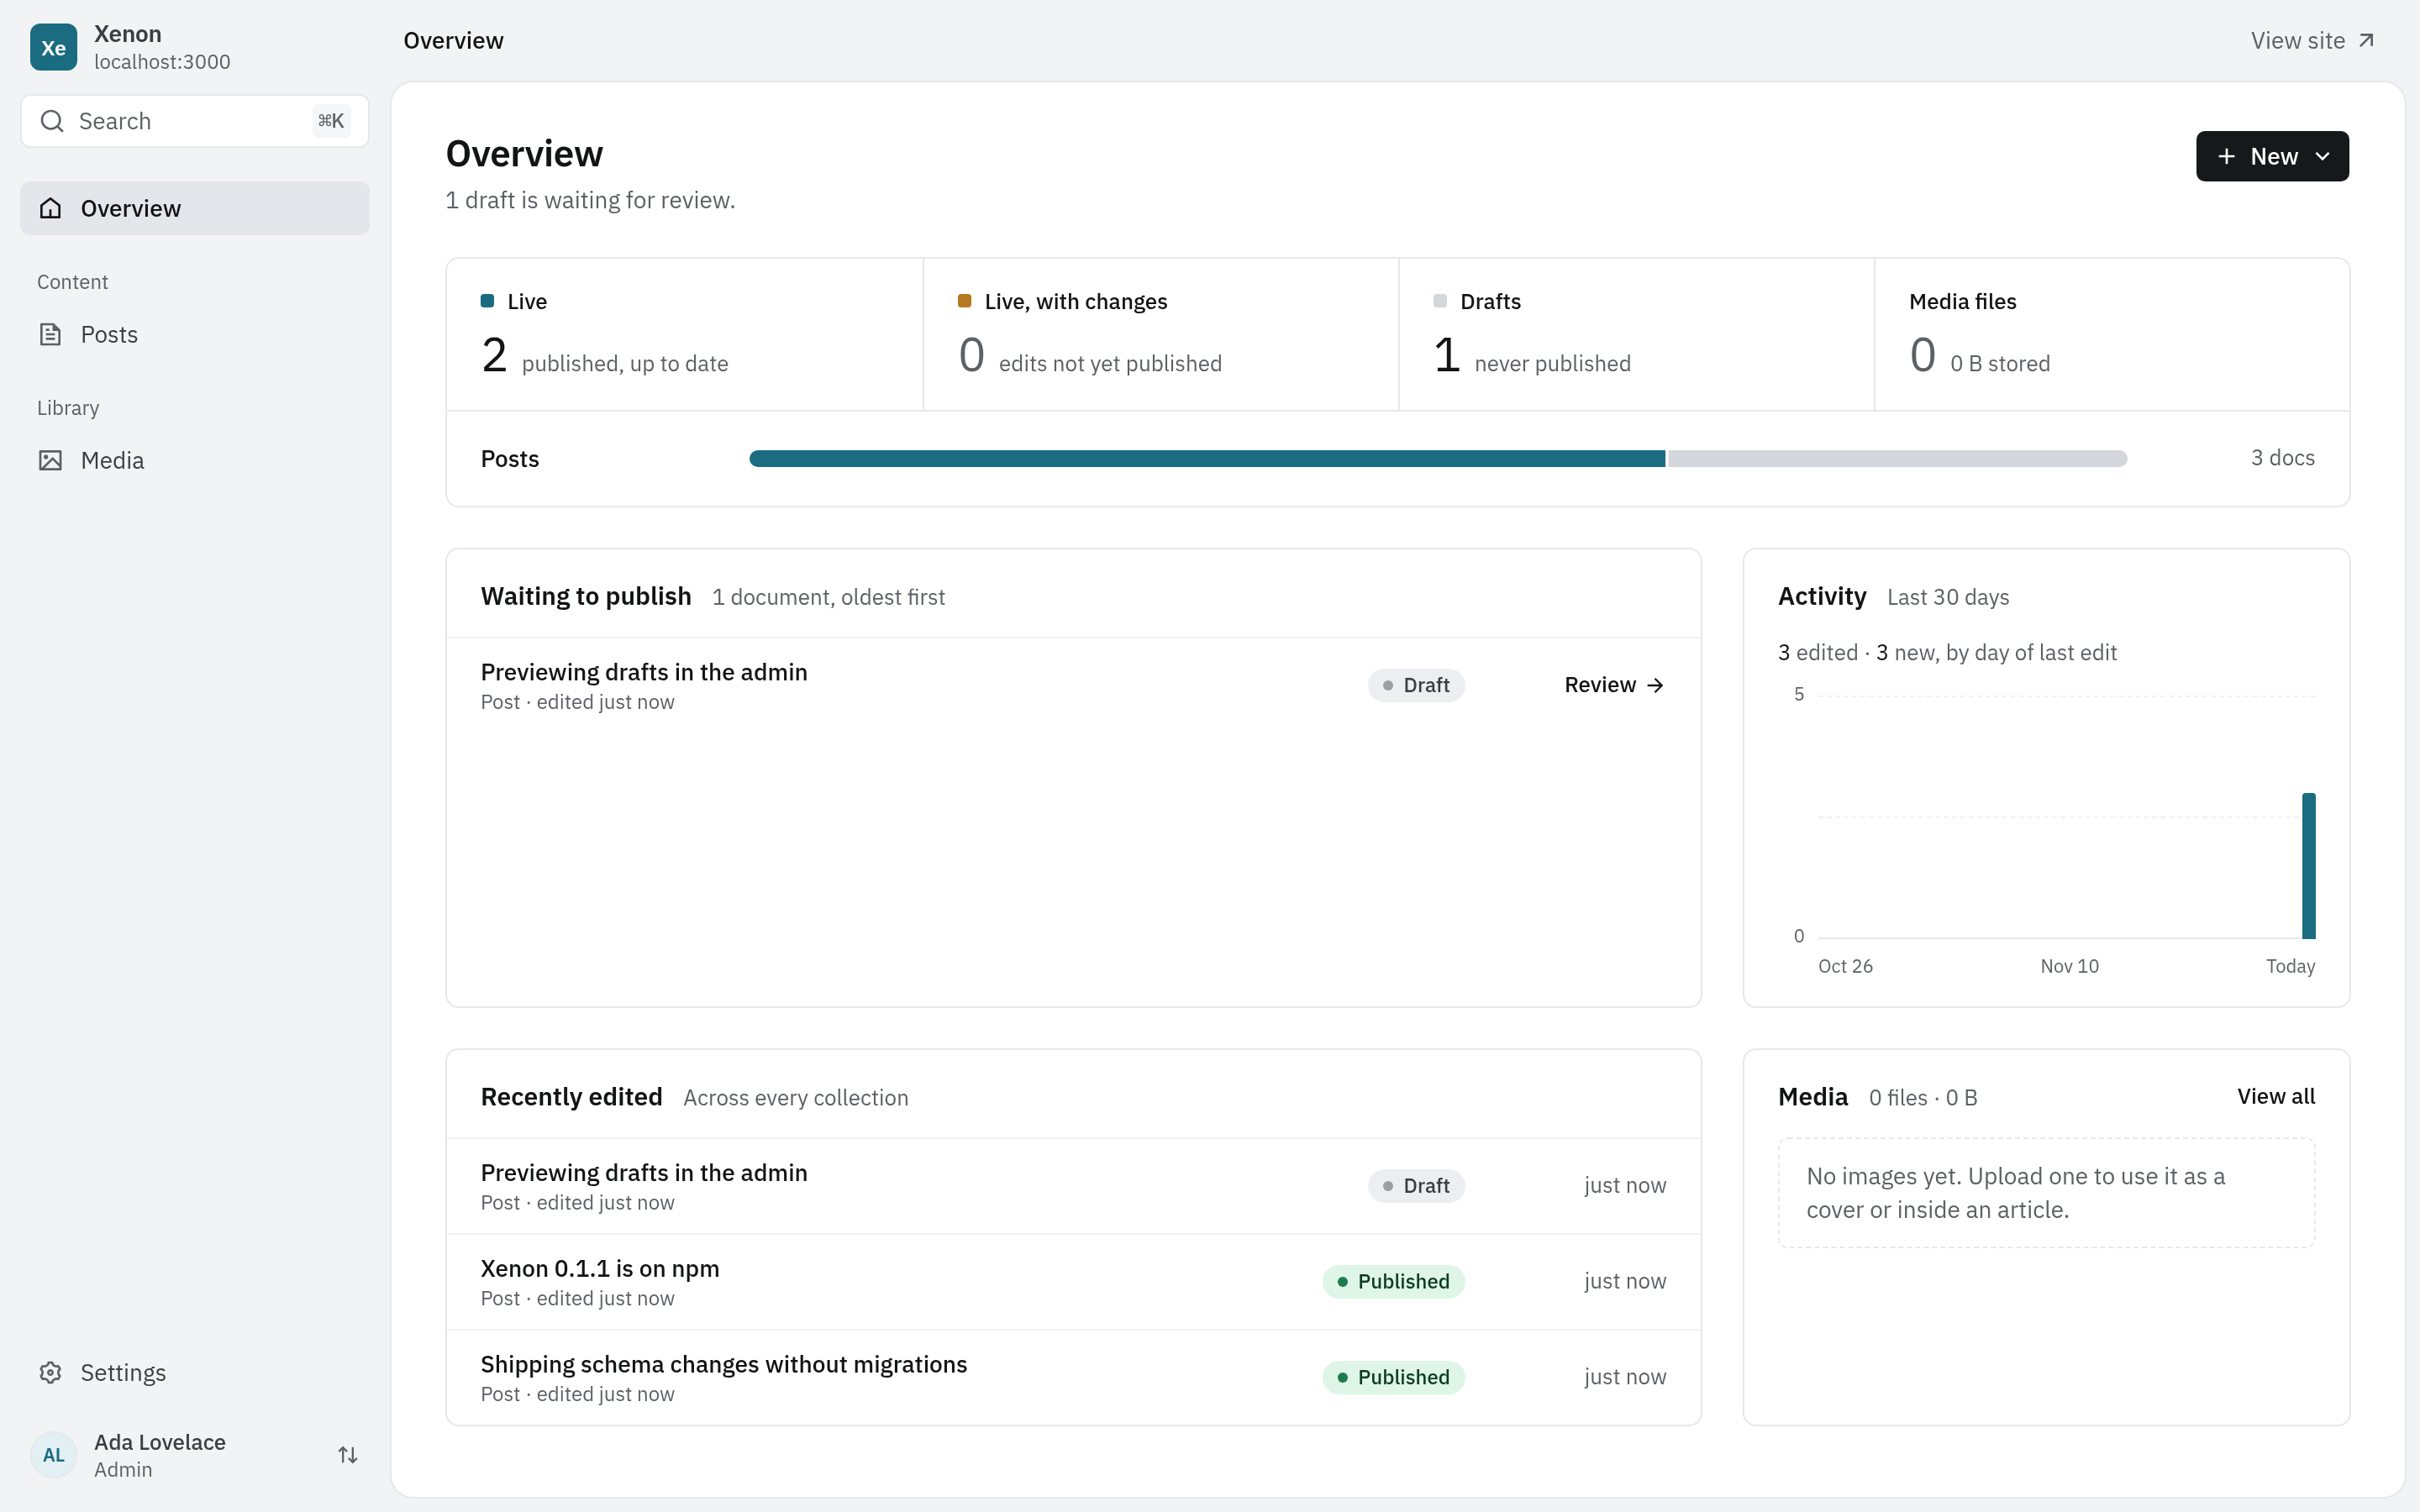 Xe
Xenon
localhost:3000
Search
⌘K
Overview
Content
Posts
Library
Media
Settings
AL
Ada Lovelace
Admin
Overview
View site
Overview
1 draft is waiting for review.
New
Live
2 published, up to date
Live, with changes
0 edits not yet published
Drafts
1 never published
Media files
0 0 B stored
Posts
3 docs
Waiting to publish 1 document, oldest first
Previewing drafts in the admin
Post · edited just now
Draft
Review
Activity Last 30 days
3 edited · 3 new, by day of last edit
5
0
Oct 26 Nov 10 Today
Recently edited Across every collection
Previewing drafts in the admin
Post · edited just now
Draft
just now
Xenon 0.1.1 is on npm
Post · edited just now
Published
just now
Shipping schema changes without migrations
Post · edited just now
Published
just now
Media 0 files · 0 B
View all
No images yet. Upload one to use it as a
cover or inside an article.